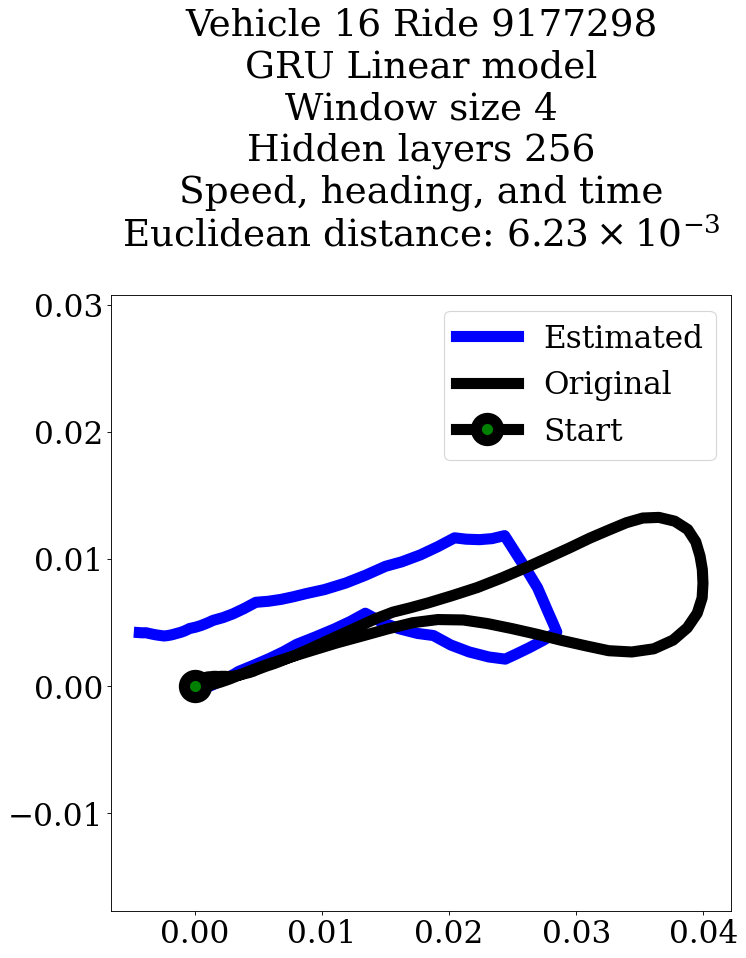 Vehicle 16 Ride 9177298
GRU Linear model
Window size 4
Hidden layers 256
Speed, heading, and time
Euclidean distance: 6.23 × 10⁻³
0.03
Estimated
Original
Start
0.02
0.01
0.00
−0.01
0.00 0.01 0.02 0.03 0.04